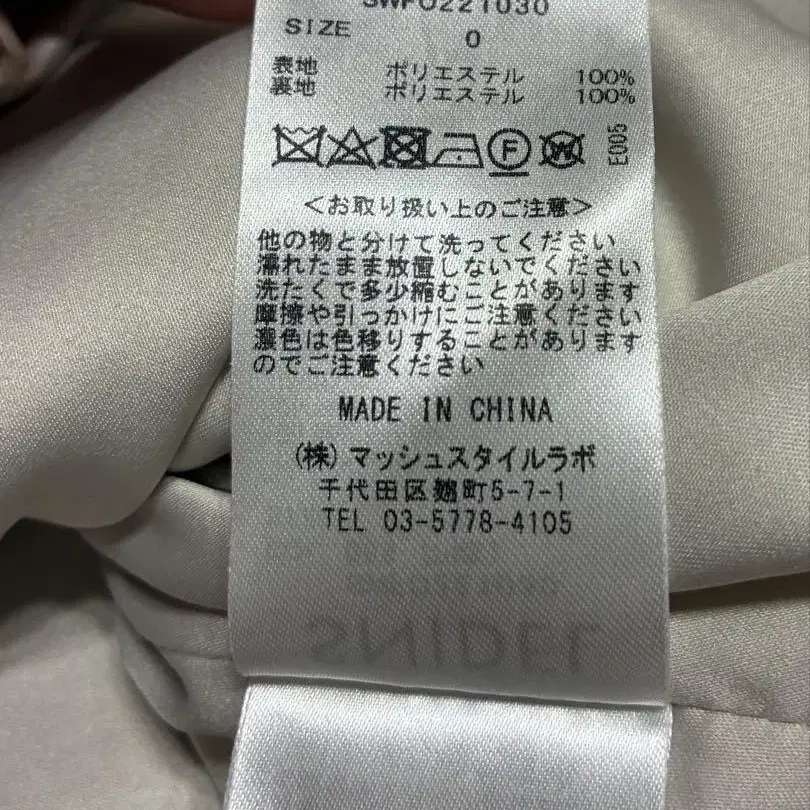 SWFO221030
SIZE 0
表地 ポリエステル 100%
裏地 ポリエステル 100%
F W E005
<お取り扱い上のご注意>
他の物と分けて洗ってください
濡れたまま放置しないでください
洗たくで多少縮むことがあります
摩擦や引っかけにご注意ください
濃色は色移りすることがあります
のでご注意ください
MADE IN CHINA
(株)マッシュスタイルラボ
千代田区麹町5-7-1
TEL 03-5778-4105
SNIDEL